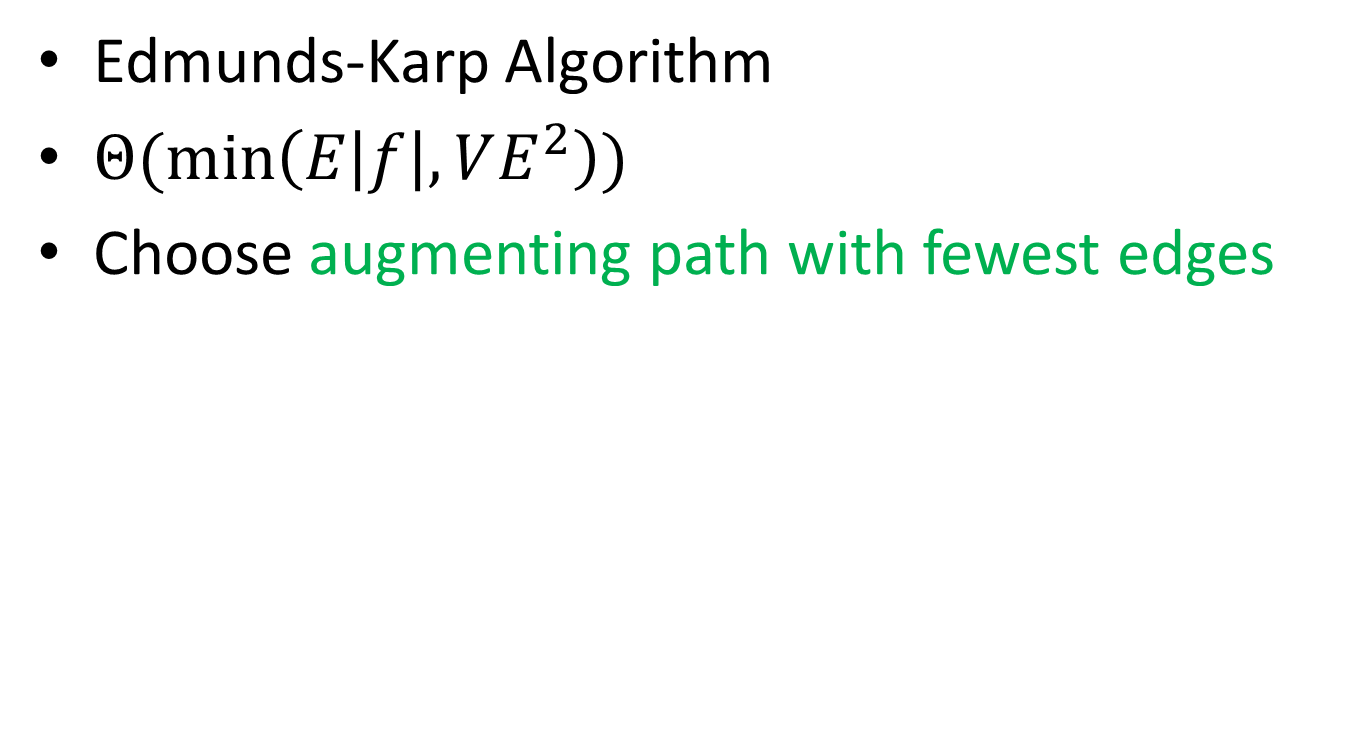 • Edmunds-Karp Algorithm
• Θ(min(E|f|, VE²))
• Choose augmenting path with fewest edges